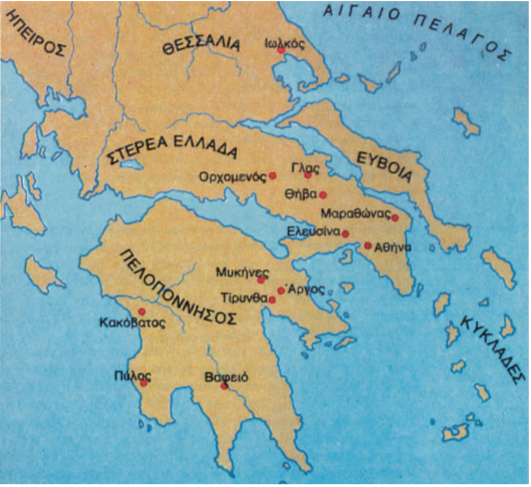 ΑΙΓΑΙΟ ΠΕΛΑΓΟΣ
ΗΠΕΙΡΟΣ
ΘΕΣΣΑΛΙΑ
Ιωλκός
ΣΤΕΡΕΑ ΕΛΛΑΔΑ
ΕΥΒΟΙΑ
Γλας
Ορχομενός
Θήβα
Μαραθώνας
Ελευσίνα
Αθήνα
ΠΕΛΟΠΟΝΝΗΣΟΣ
Μυκήνες
Άργος
Τίρυνθα
Κακόβατος
ΚΥΚΛΑΔΕΣ
Πύλος
Βαφειό